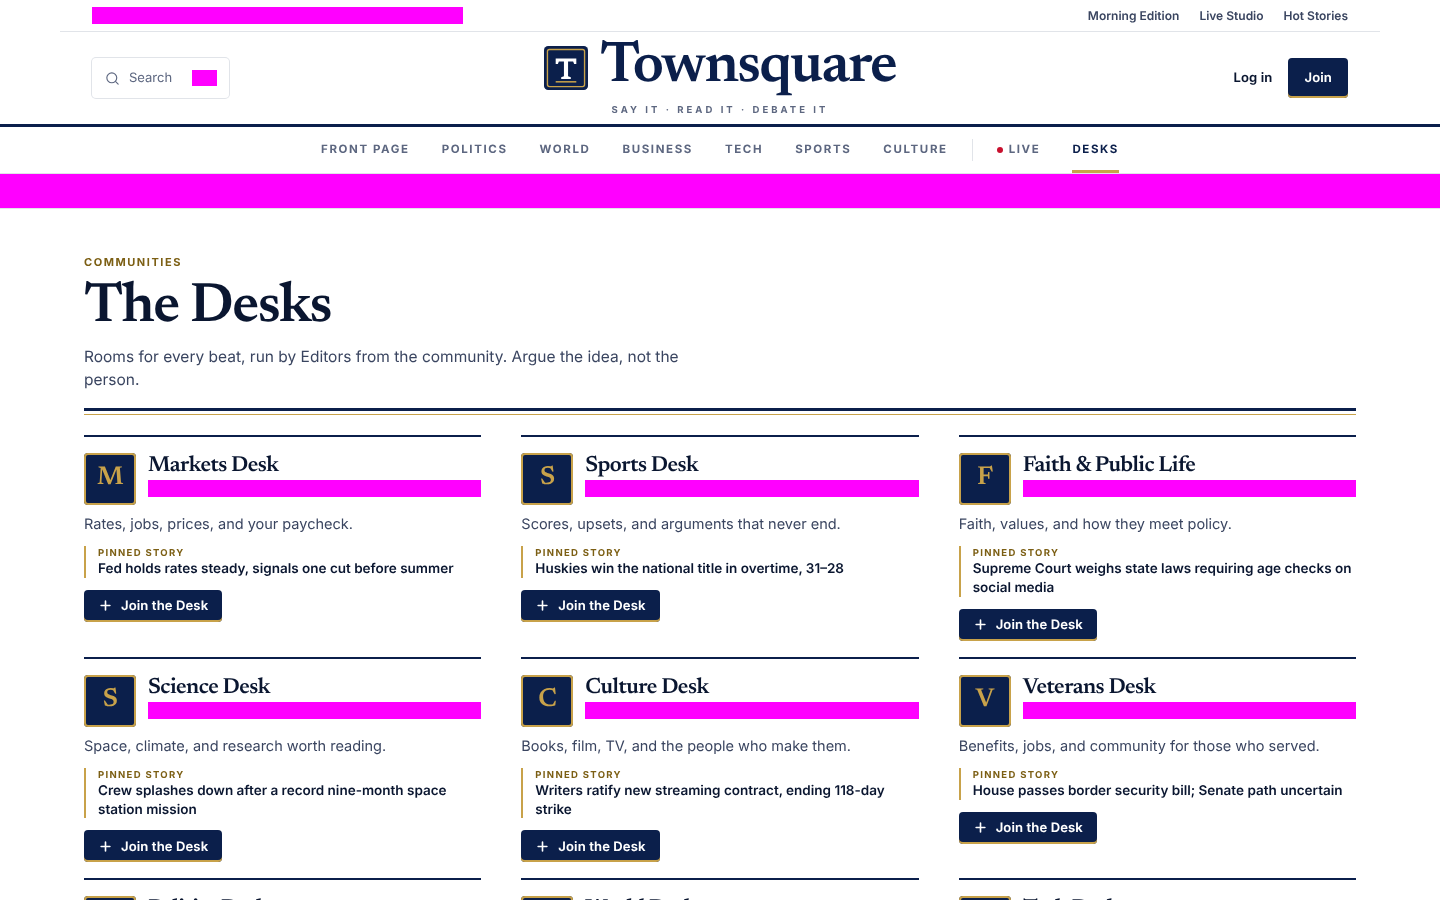 Morning Edition Live Studio Hot Stories
Search
T Townsquare
SAY IT · READ IT · DEBATE IT
Log in Join
FRONT PAGE POLITICS WORLD BUSINESS TECH SPORTS CULTURE LIVE DESKS
COMMUNITIES
The Desks
Rooms for every beat, run by Editors from the community. Argue the idea, not the
person.
M Markets Desk
Rates, jobs, prices, and your paycheck.
PINNED STORY
Fed holds rates steady, signals one cut before summer
+ Join the Desk
S Sports Desk
Scores, upsets, and arguments that never end.
PINNED STORY
Huskies win the national title in overtime, 31–28
+ Join the Desk
F Faith & Public Life
Faith, values, and how they meet policy.
PINNED STORY
Supreme Court weighs state laws requiring age checks on
social media
+ Join the Desk
S Science Desk
Space, climate, and research worth reading.
PINNED STORY
Crew splashes down after a record nine-month space
station mission
+ Join the Desk
C Culture Desk
Books, film, TV, and the people who make them.
PINNED STORY
Writers ratify new streaming contract, ending 118-day
strike
+ Join the Desk
V Veterans Desk
Benefits, jobs, and community for those who served.
PINNED STORY
House passes border security bill; Senate path uncertain
+ Join the Desk